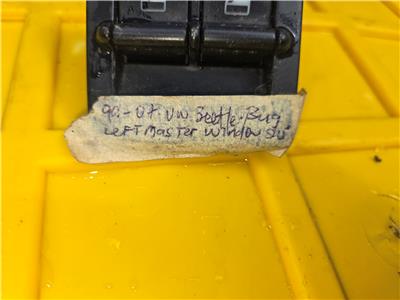 98-07 VW Beetle Bug
Left Master Window SW